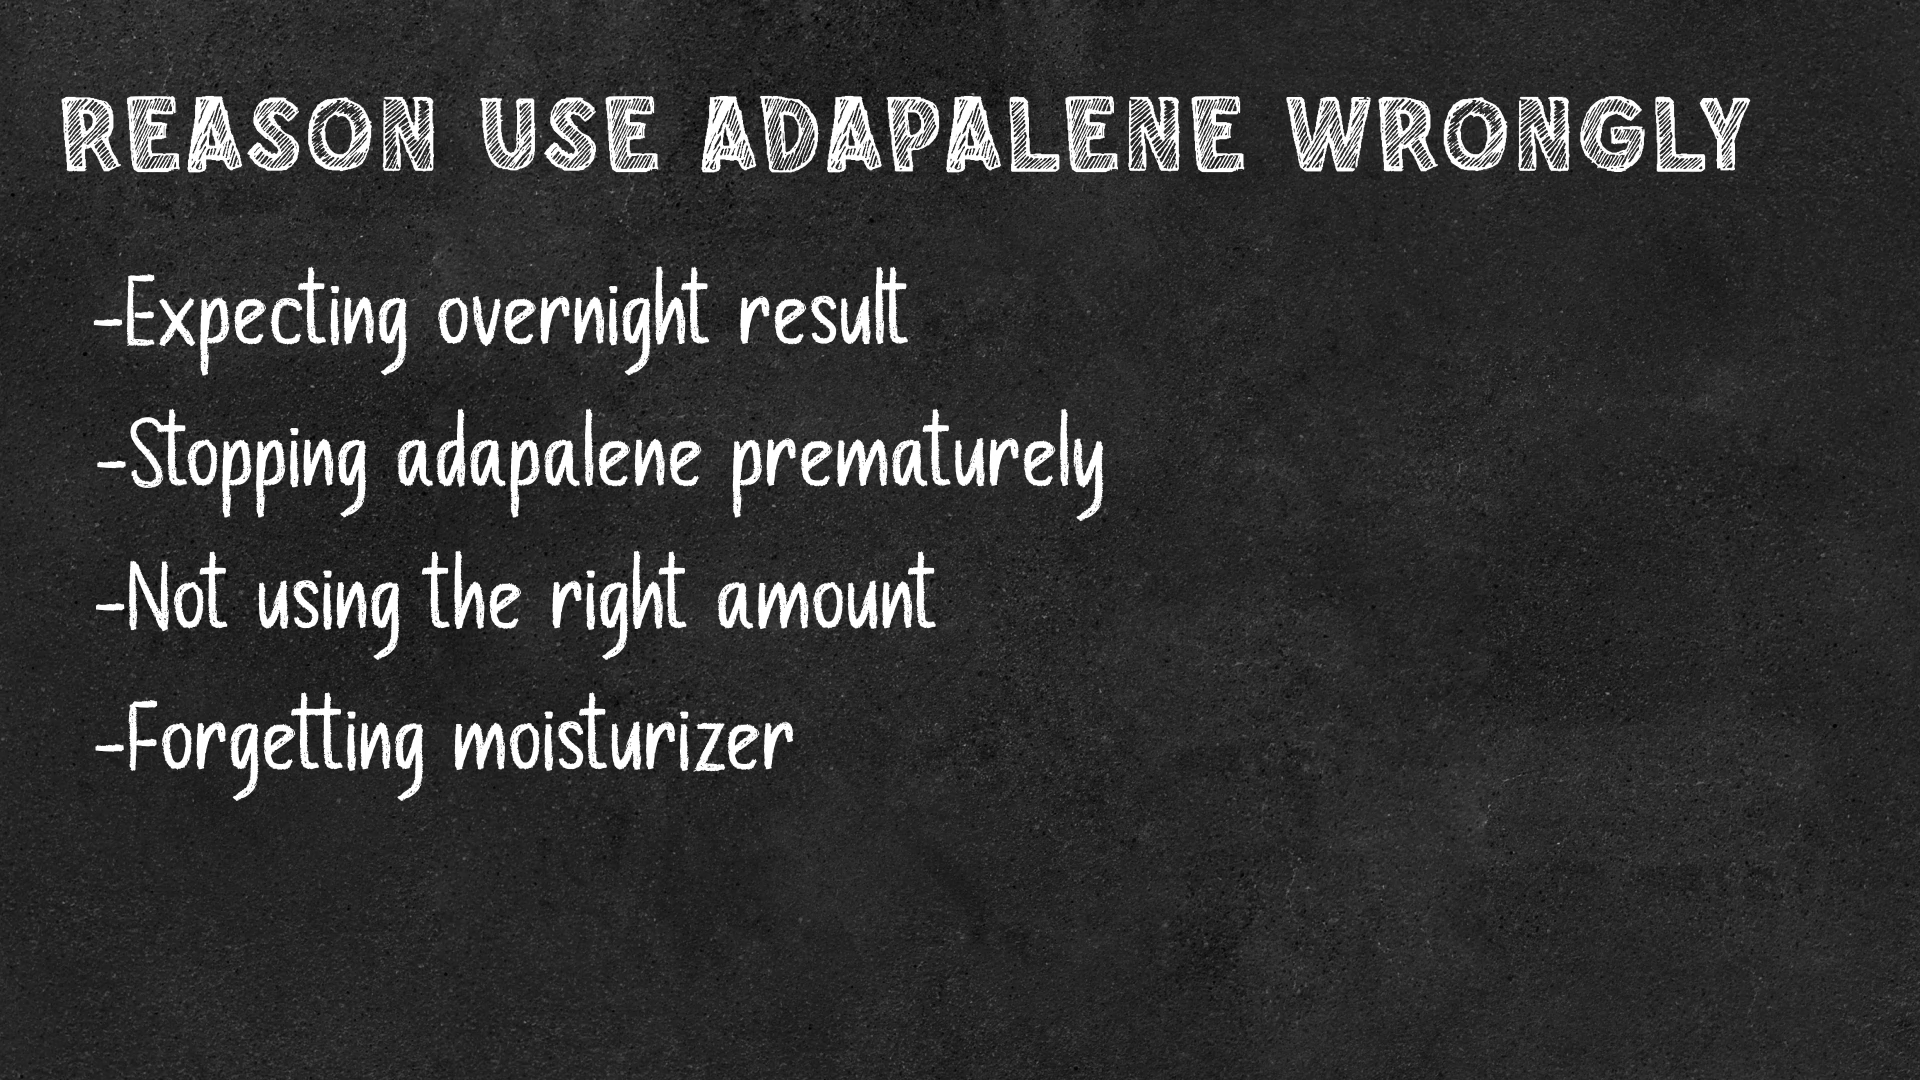 REASON USE ADAPALENE WRONGLY
-Expecting overnight result
-Stopping adapalene prematurely
-Not using the right amount
-Forgetting moisturizer